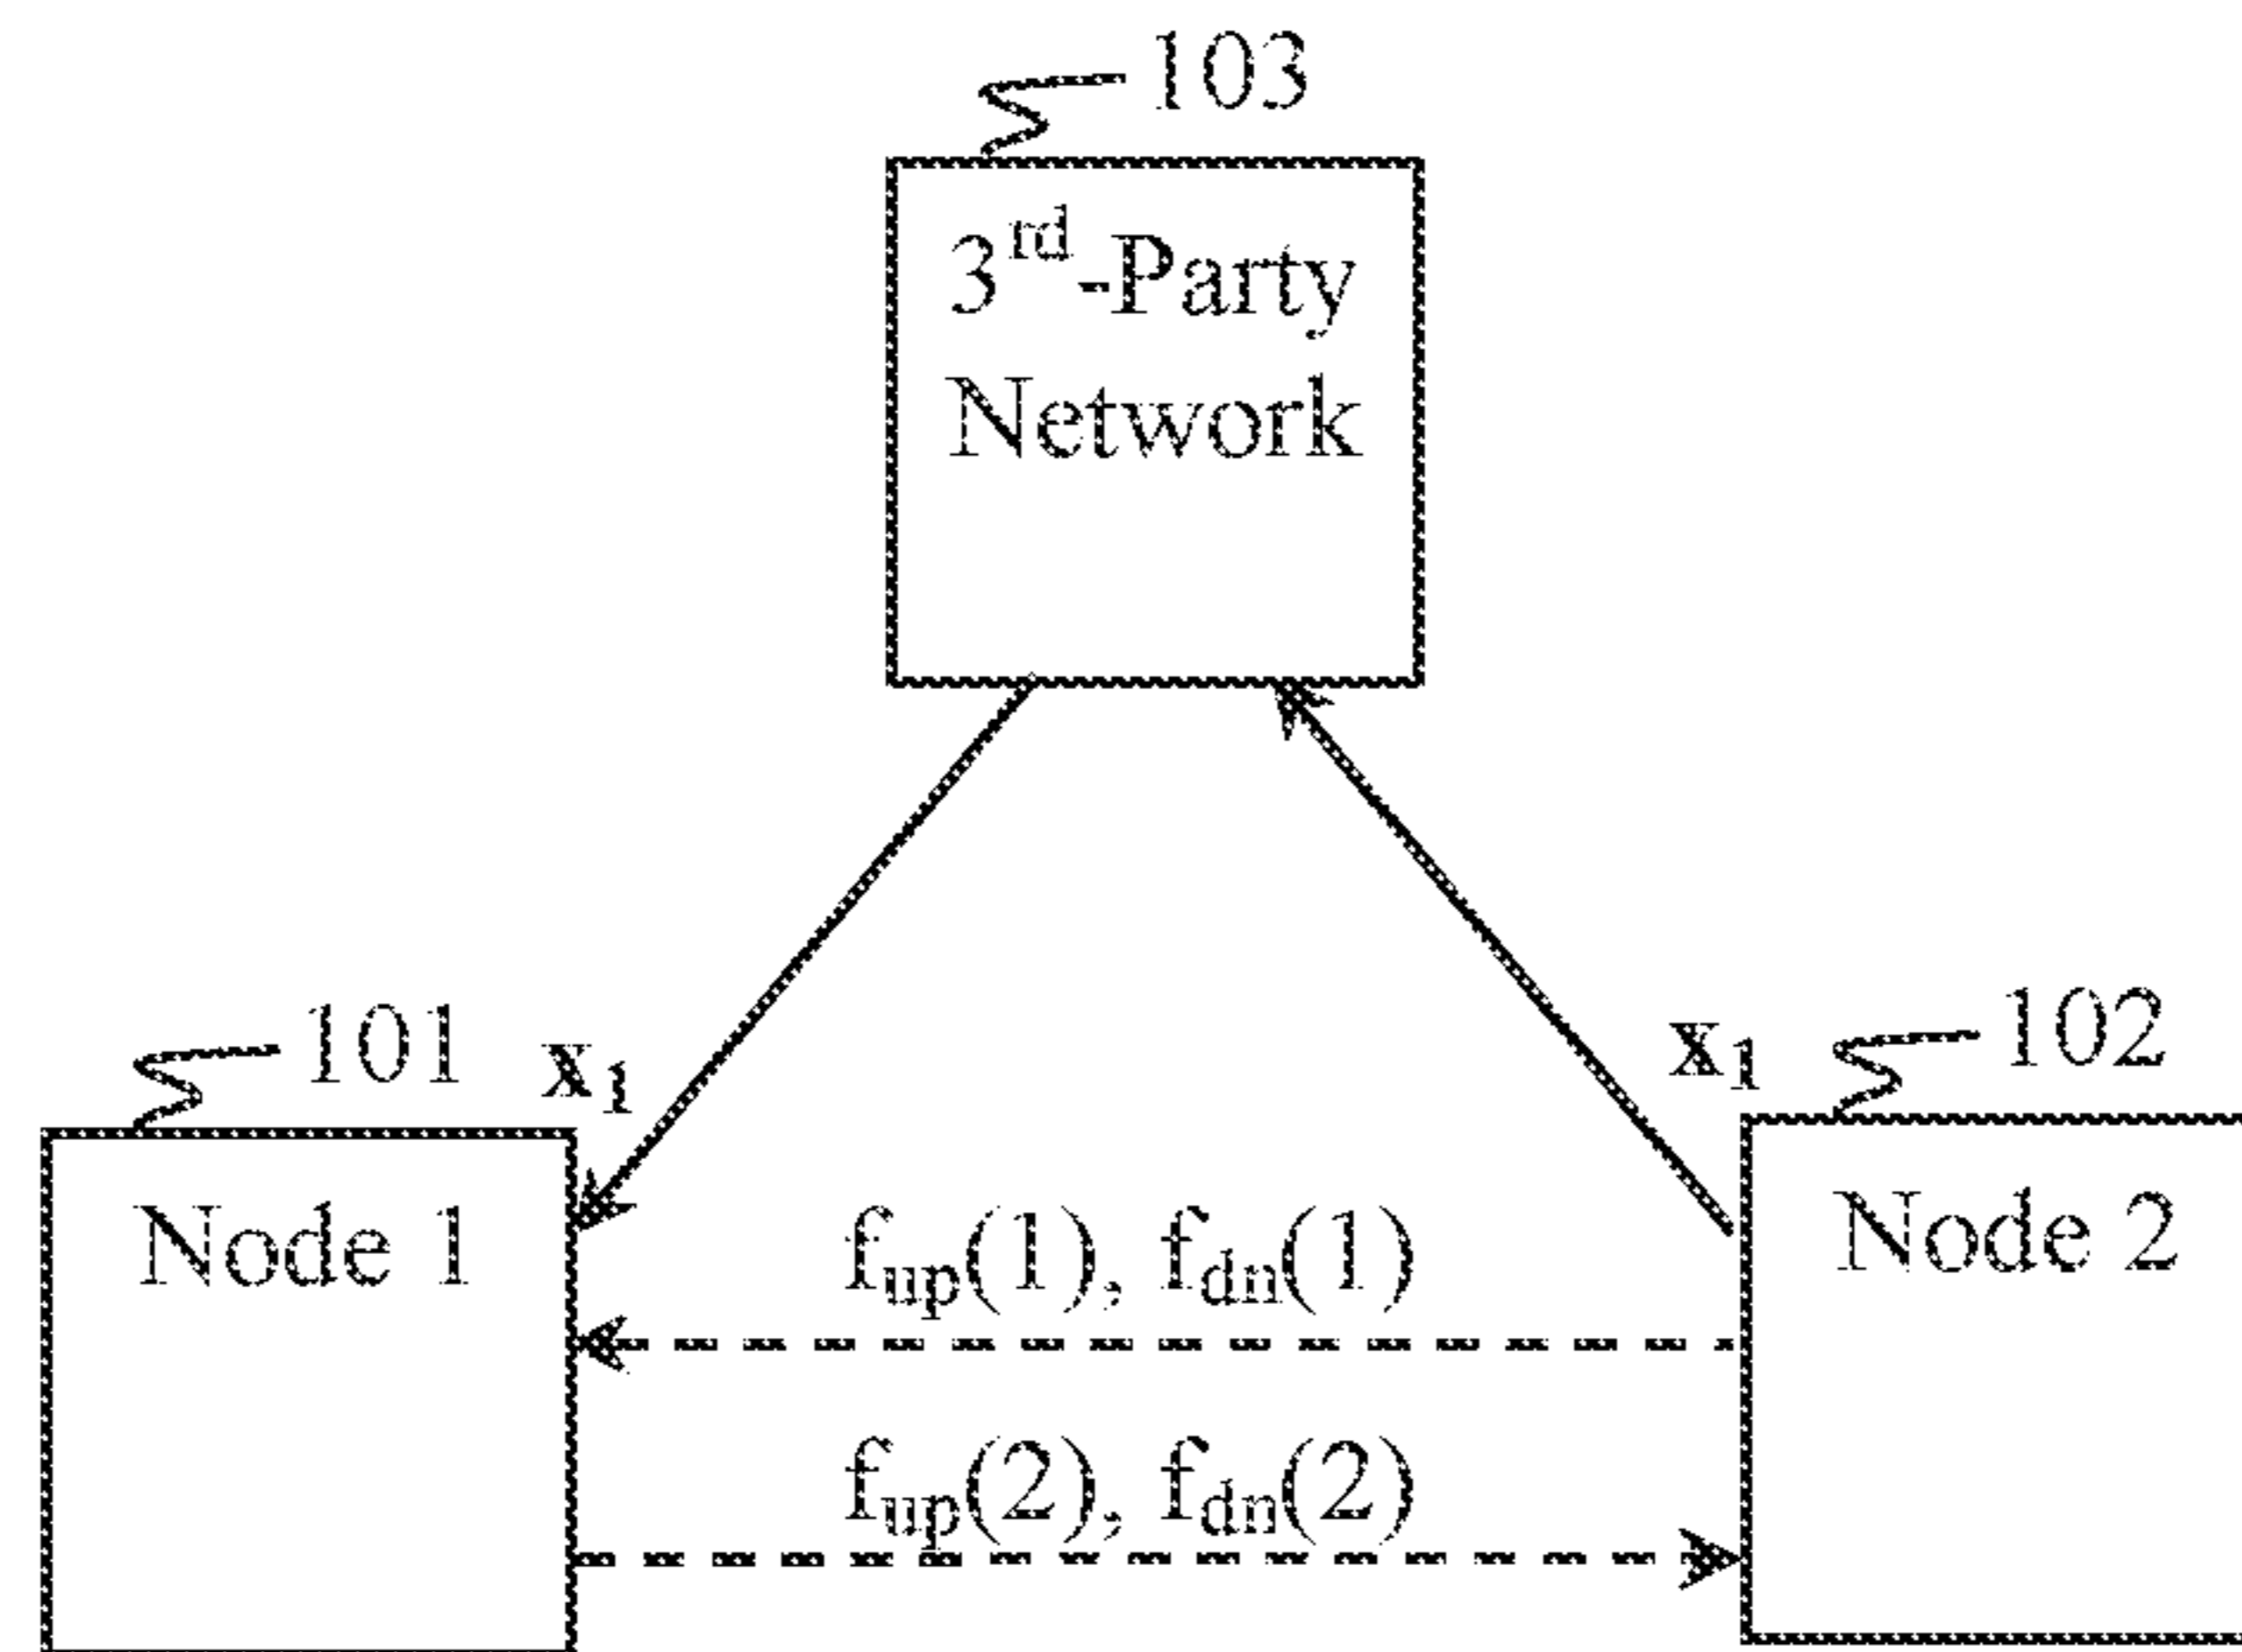 103
3rd-Party
Network
101
x1
x1
102
Node 1
fup(1), fdn(1)
Node 2
fup(2), fdn(2)